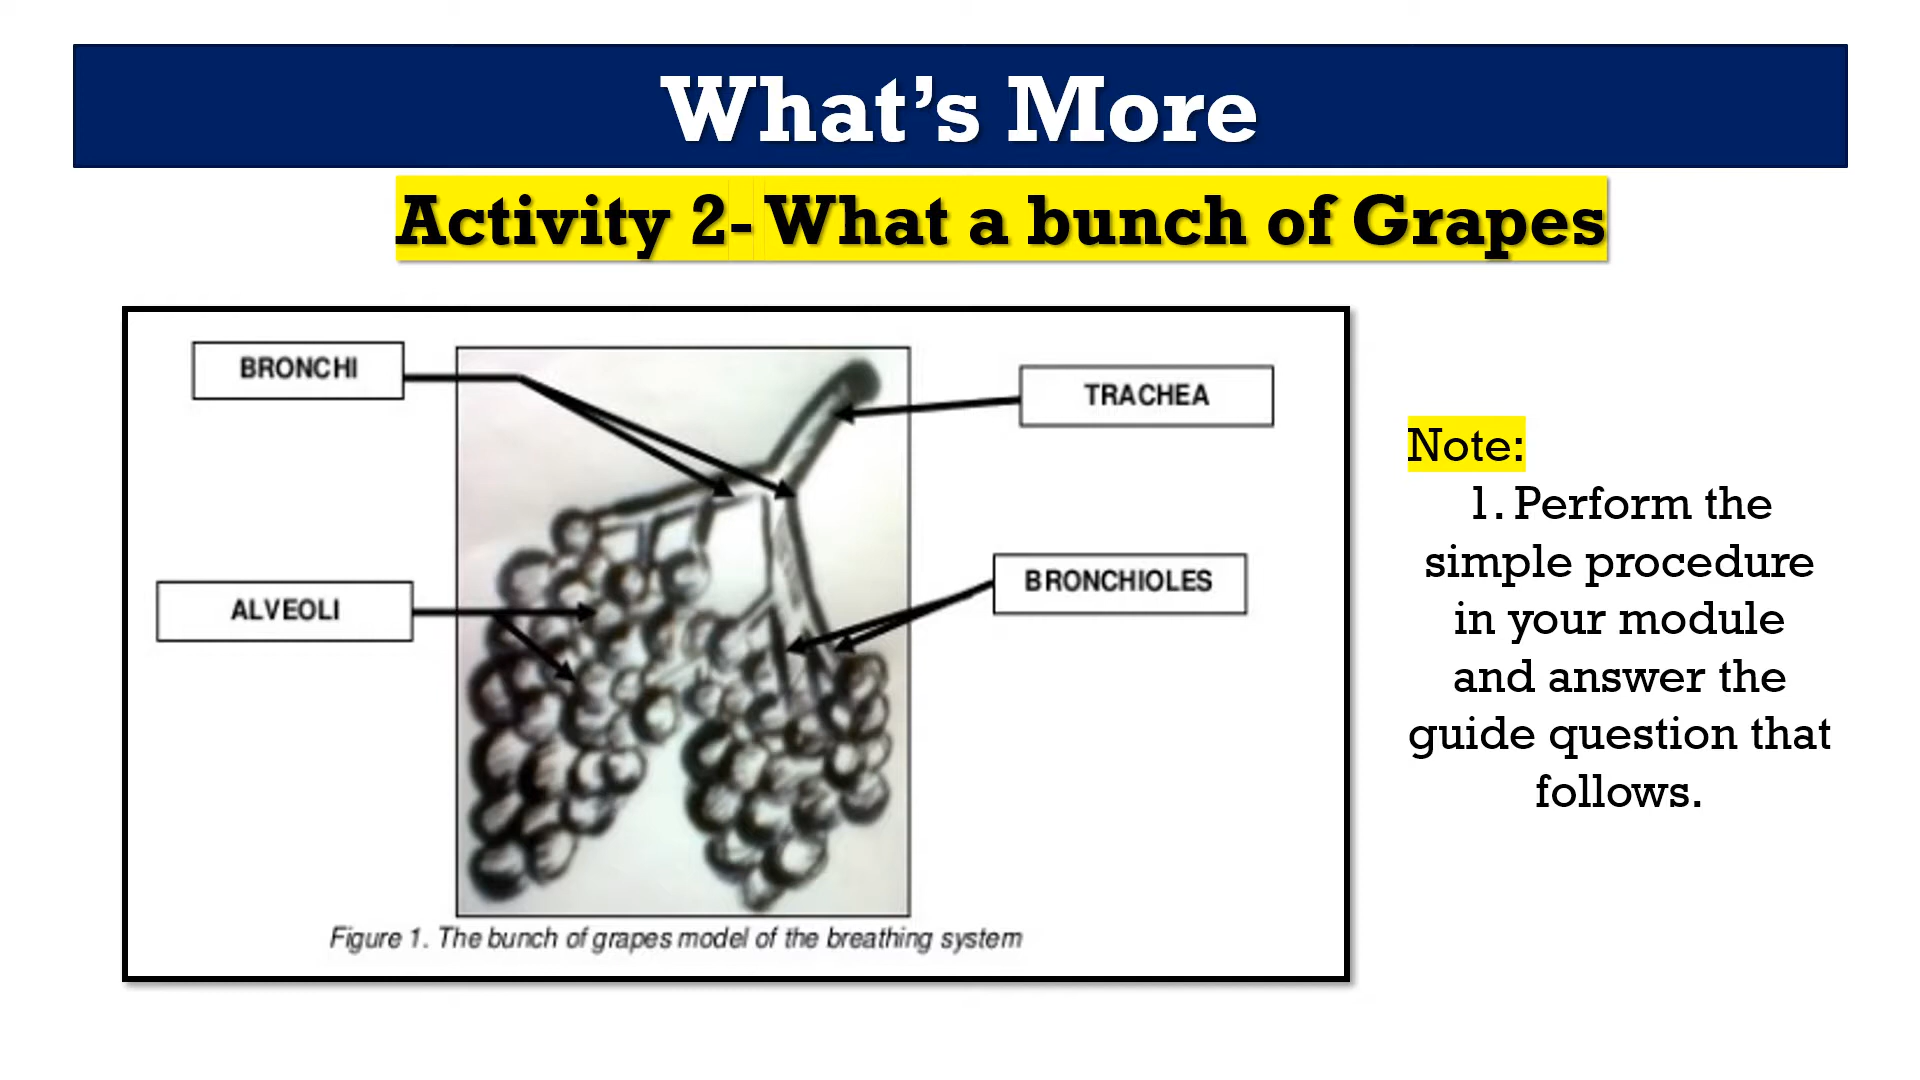 What's More
Activity 2- What a bunch of Grapes
BRONCHI
TRACHEA
ALVEOLI
BRONCHIOLES
Figure 1. The bunch of grapes model of the breathing system
Note:
1. Perform the
simple procedure
in your module
and answer the
guide question that
follows.